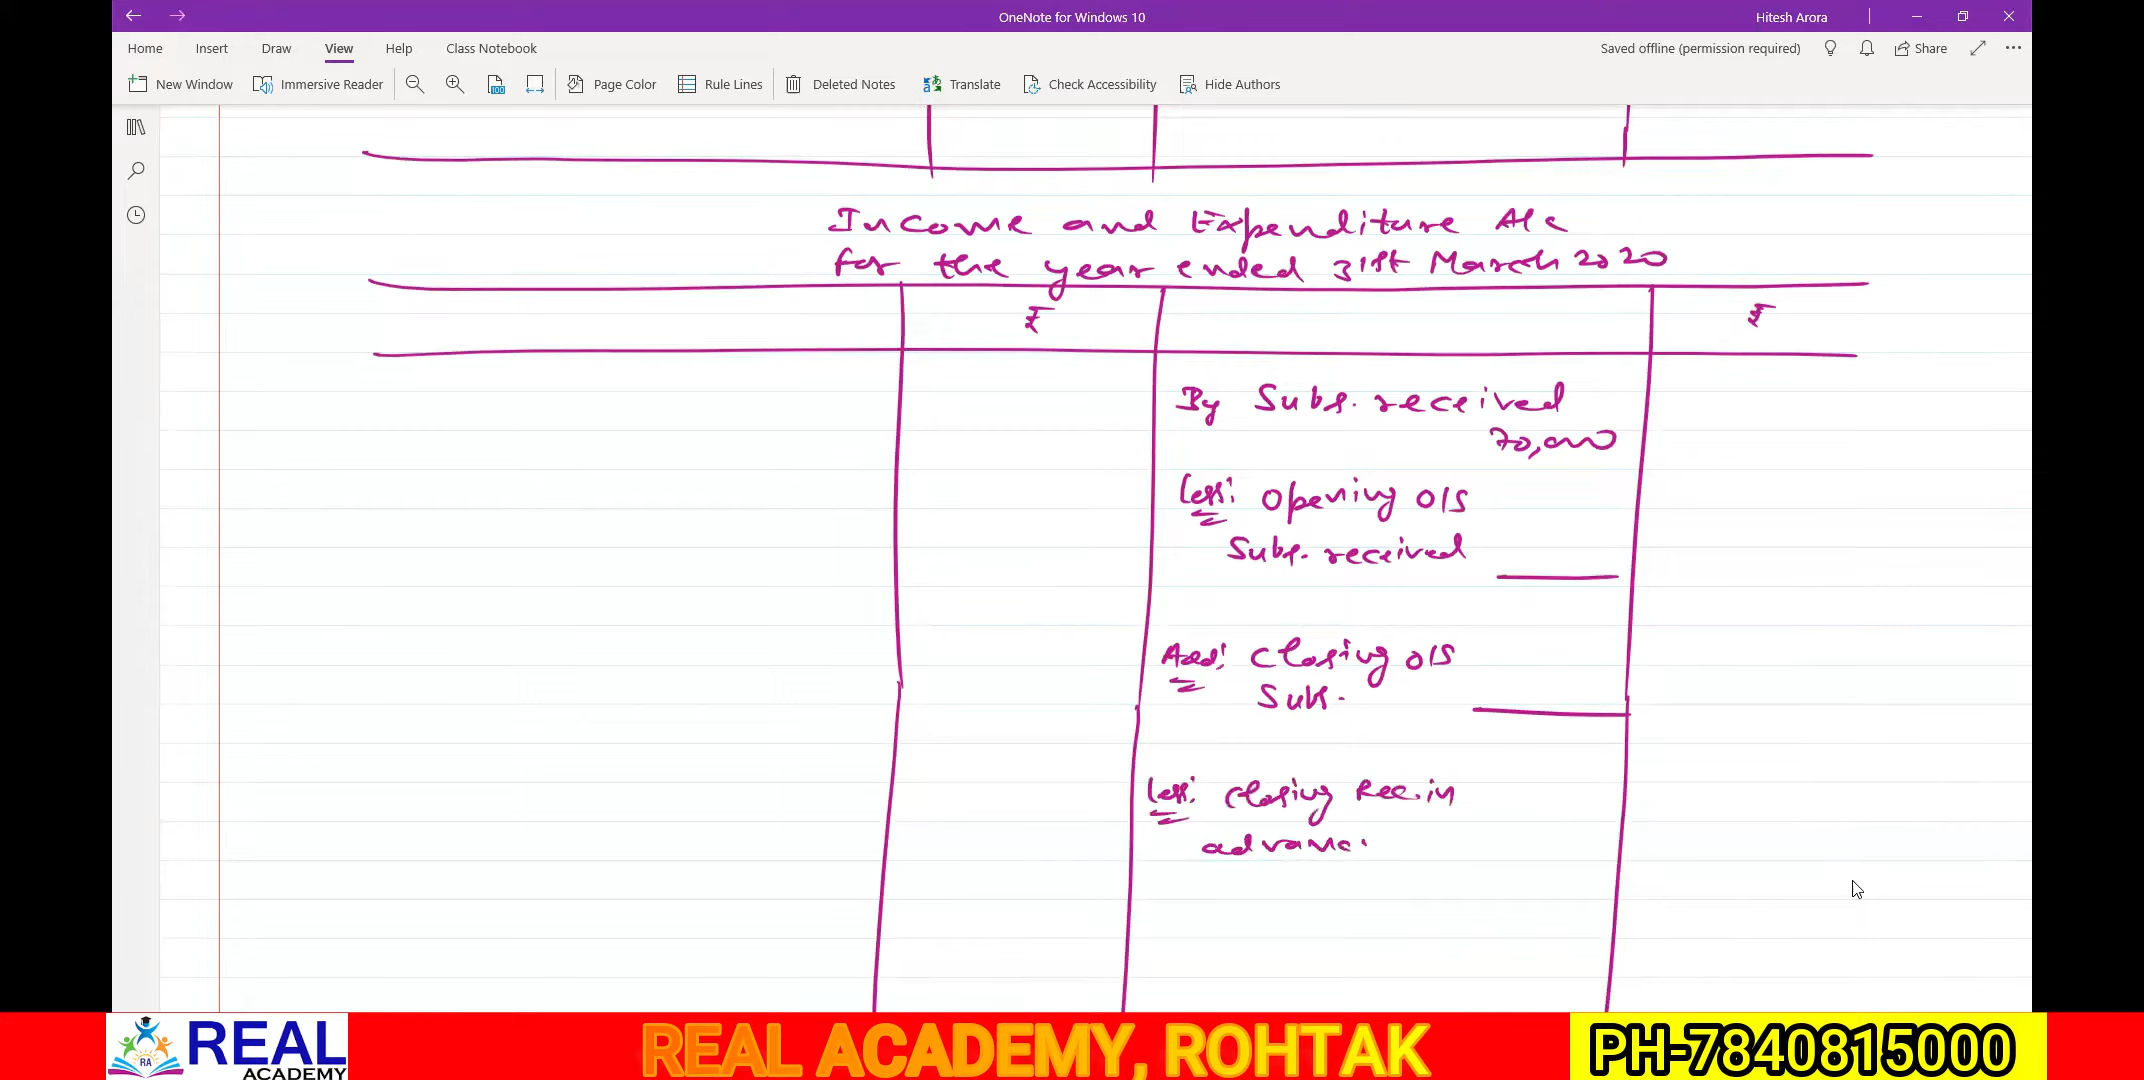 OneNote for Windows 10
Hitesh Arora
Home Insert Draw View Help Class Notebook
Saved offline (permission required) Share
New Window Immersive Reader 100 Page Color Rule Lines Deleted Notes Translate Check Accessibility Hide Authors
Income and Expenditure A/c
for the year ended 31st March 2020
₹ ₹
By Subs. received
70,000
Less: Opening O/S
Subs. received
Add: Closing O/S
Subs.
Less: Closing Rec. in
advance
RA
REAL
ACADEMY
REAL ACADEMY, ROHTAK
PH-7840815000